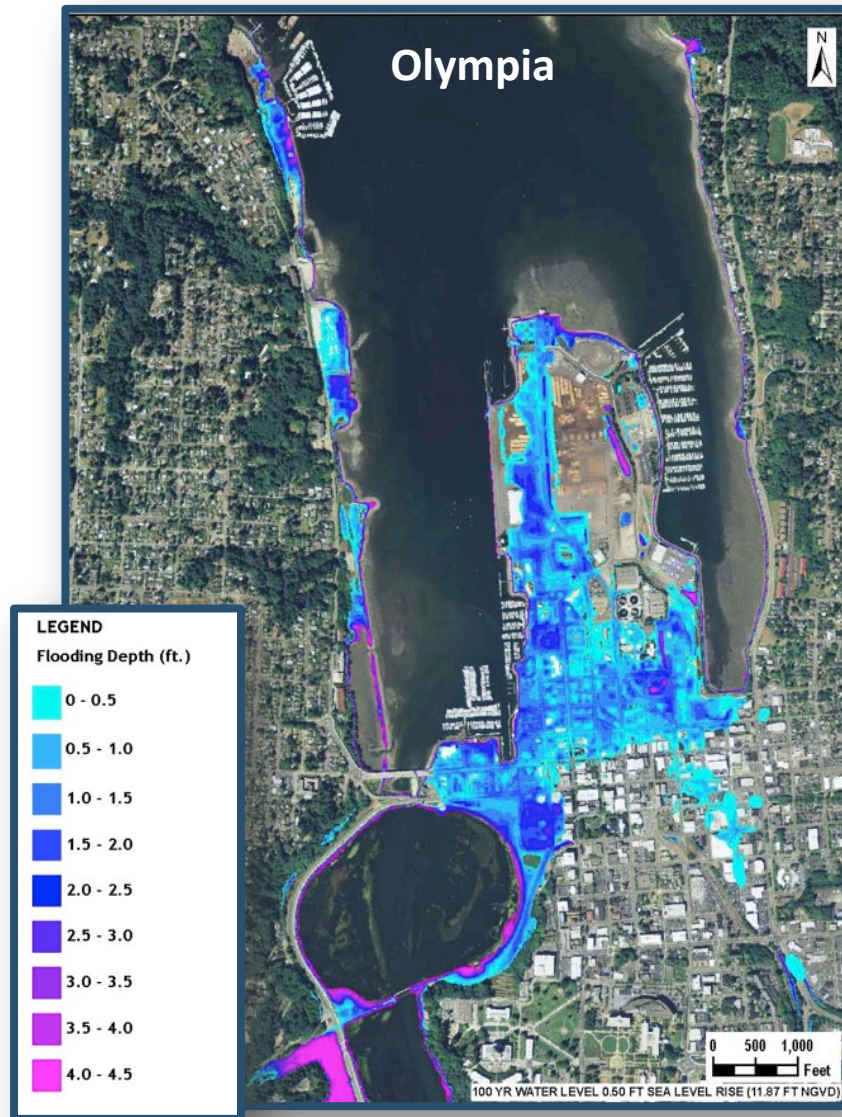 Olympia
N
LEGEND
Flooding Depth (ft.)
0 - 0.5
0.5 - 1.0
1.0 - 1.5
1.5 - 2.0
2.0 - 2.5
2.5 - 3.0
3.0 - 3.5
3.5 - 4.0
4.0 - 4.5
0 500 1,000
Feet
100 YR WATER LEVEL 0.50 FT SEA LEVEL RISE (11.87 FT NGVD)